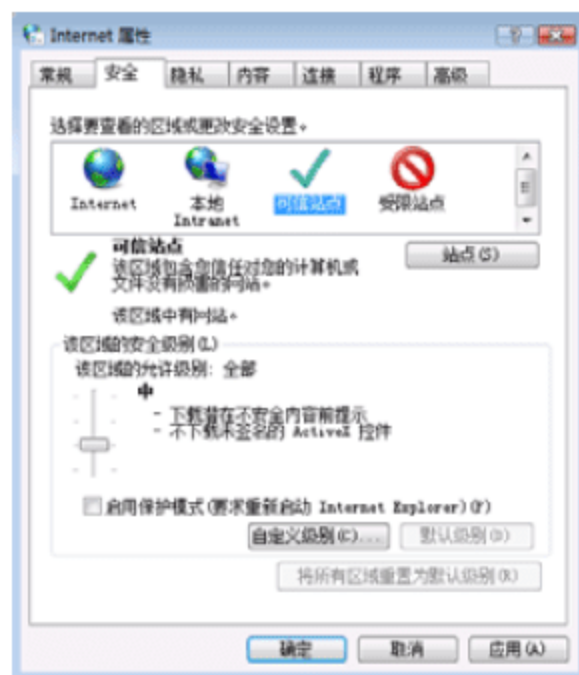 Internet 属性
常规 安全 隐私 内容 连接 程序 高级
选择要查看的区域或更改安全设置。
Internet 本地 Intranet 可信站点 受限站点
可信站点
站点(S)
该区域包含您信任对您的计算机或
文件没有损害的网站。
该区域中有网站。
该区域的安全级别(L)
该区域的允许级别: 全部
中
- 下载潜在不安全内容前提示
- 不下载未签名的 ActiveX 控件
启用保护模式(要求重新启动 Internet Explorer)(P)
自定义级别(C)... 默认级别(D)
将所有区域重置为默认级别(R)
确定 取消 应用(A)